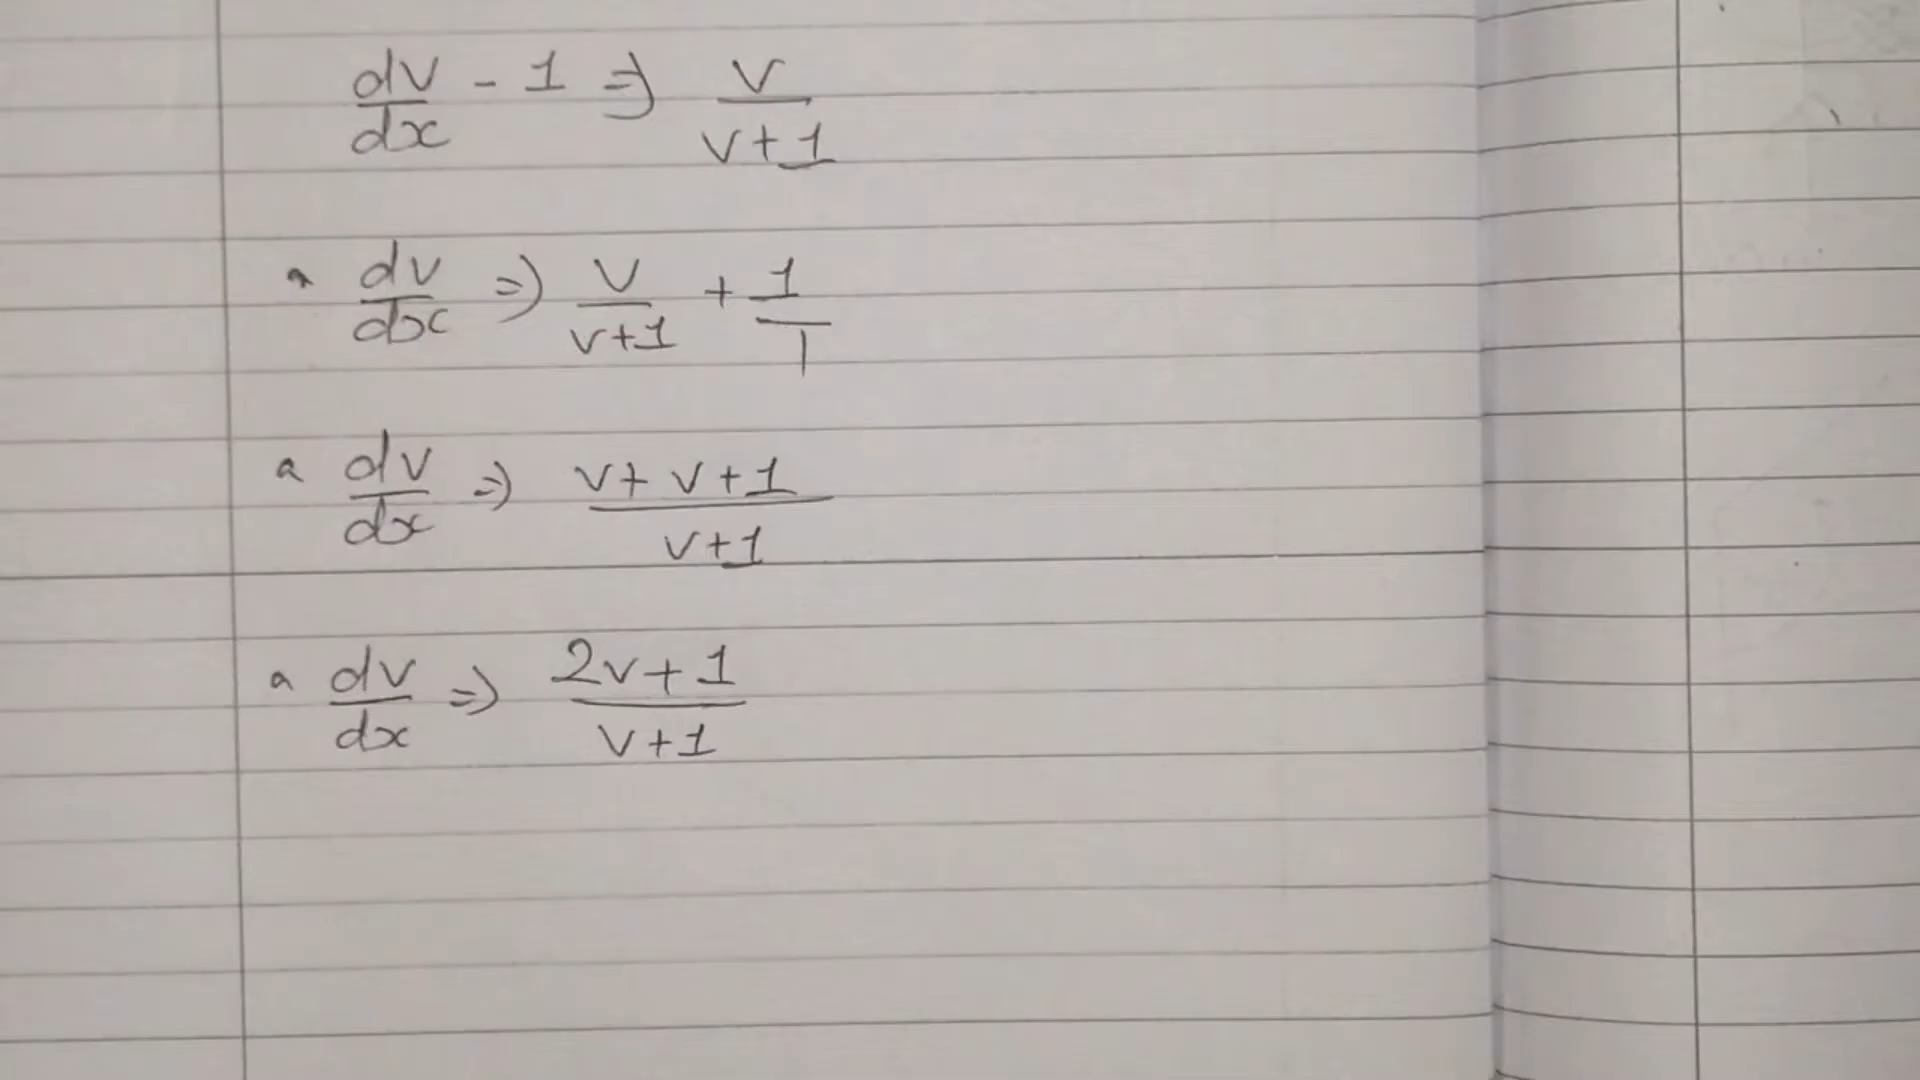 dv/dx - 1 => v/(v+1)
dv/dx => v/(v+1) + 1/1
a dv/dx => (v+v+1)/(v+1)
a dv/dx => (2v+1)/(v+1)